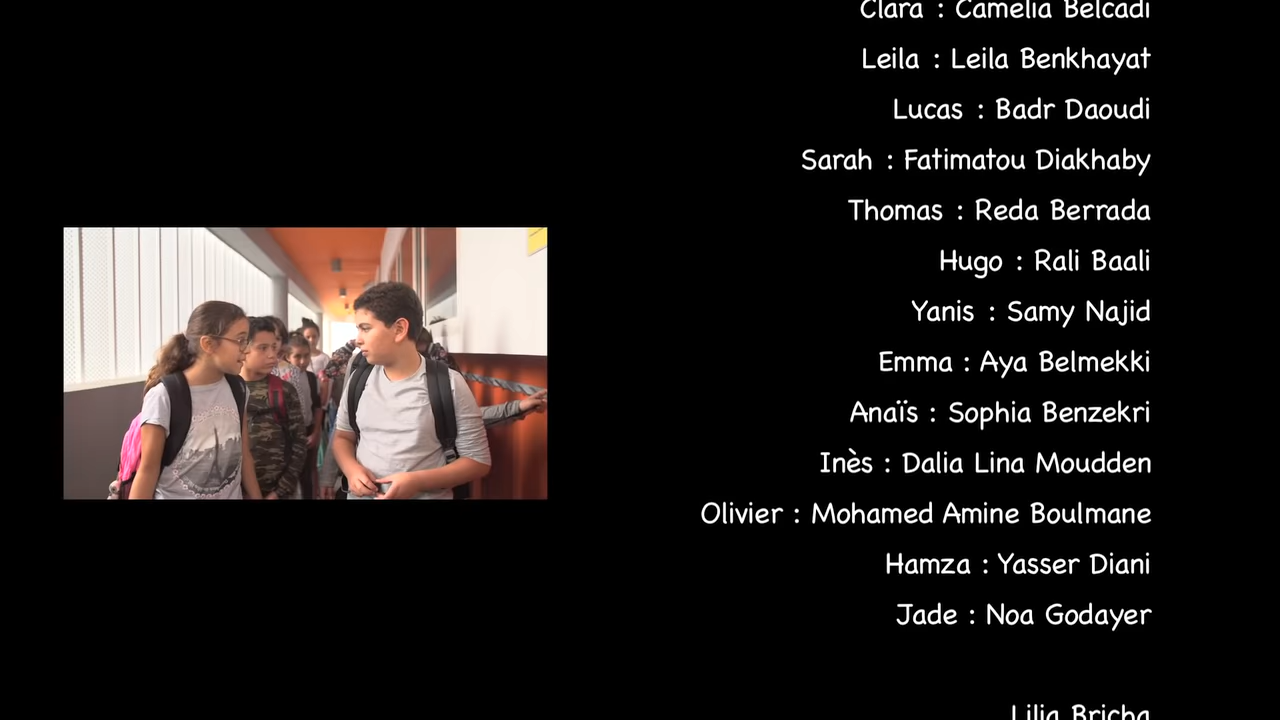 Clara : Camelia Belcadi
Leila : Leila Benkhayat
Lucas : Badr Daoudi
Sarah : Fatimatou Diakhaby
Thomas : Reda Berrada
Hugo : Rali Baali
Yanis : Samy Najid
Emma : Aya Belmekki
Anaïs : Sophia Benzekri
Inès : Dalia Lina Moudden
Olivier : Mohamed Amine Boulmane
Hamza : Yasser Diani
Jade : Noa Godayer
Lilia Bricha